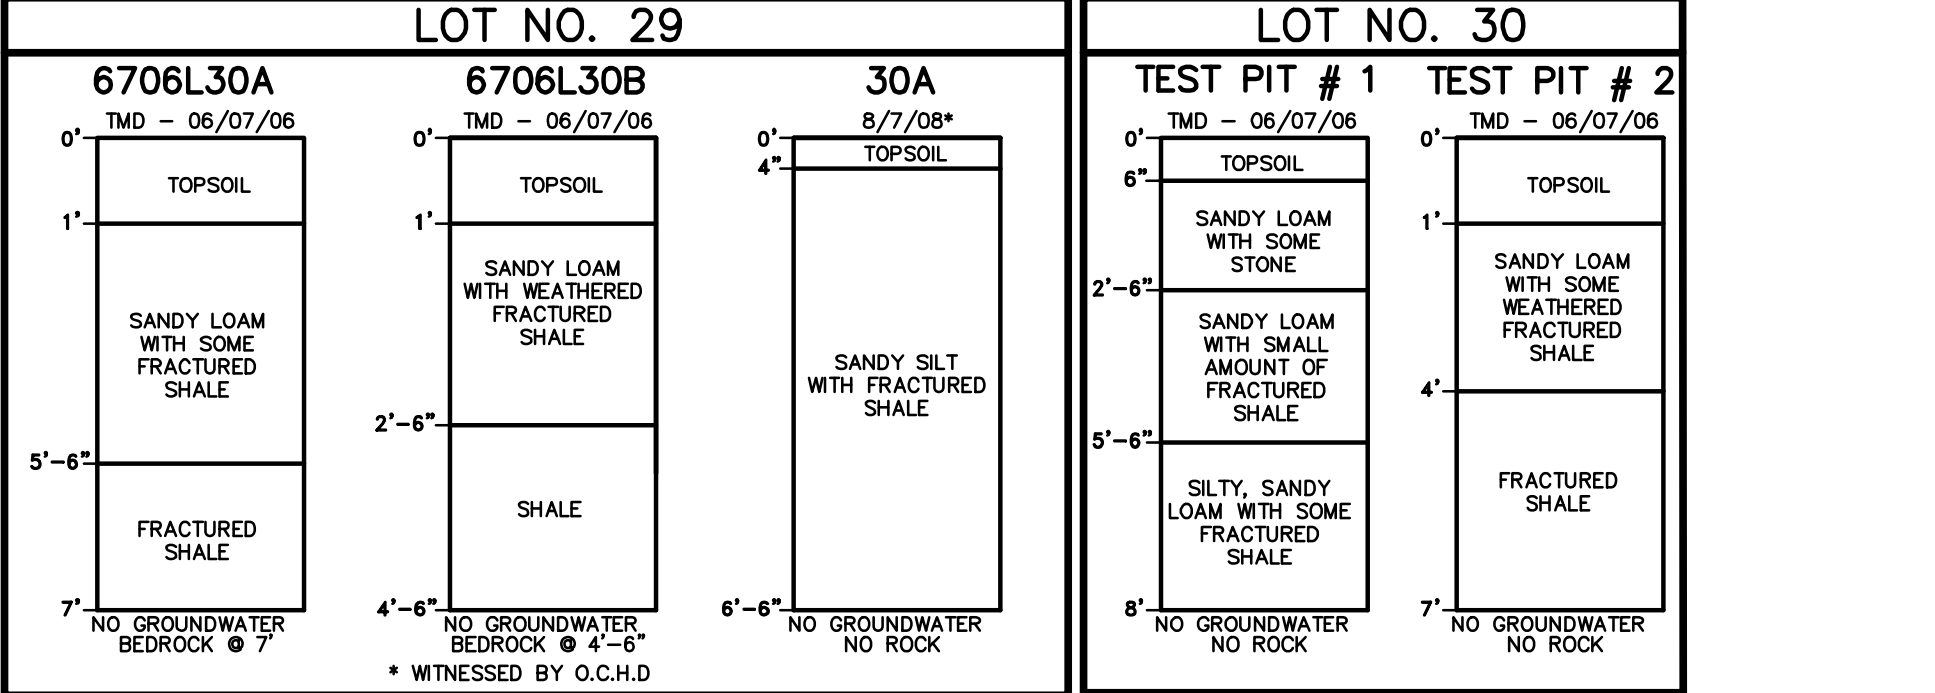 LOT NO. 29
6706L30A
TMD - 06/07/06
0'
TOPSOIL
1'
SANDY LOAM
WITH SOME
FRACTURED
SHALE
5'-6"
FRACTURED
SHALE
7'
NO GROUNDWATER
BEDROCK @ 7'
6706L30B
TMD - 06/07/06
0'
TOPSOIL
1'
SANDY LOAM
WITH WEATHERED
FRACTURED
SHALE
2'-6"
SHALE
4'-6"
NO GROUNDWATER
BEDROCK @ 4'-6"
30A
8/7/08*
0'
TOPSOIL
4"
SANDY SILT
WITH FRACTURED
SHALE
6'-6"
NO GROUNDWATER
NO ROCK
* WITNESSED BY O.C.H.D
LOT NO. 30
TEST PIT # 1
TMD - 06/07/06
0'
TOPSOIL
6"
SANDY LOAM
WITH SOME
STONE
2'-6"
SANDY LOAM
WITH SMALL
AMOUNT OF
FRACTURED
SHALE
5'-6"
SILTY, SANDY
LOAM WITH SOME
FRACTURED
SHALE
8'
NO GROUNDWATER
NO ROCK
TEST PIT # 2
TMD - 06/07/06
0'
TOPSOIL
1'
SANDY LOAM
WITH SOME
WEATHERED
FRACTURED
SHALE
4'
FRACTURED
SHALE
7'
NO GROUNDWATER
NO ROCK